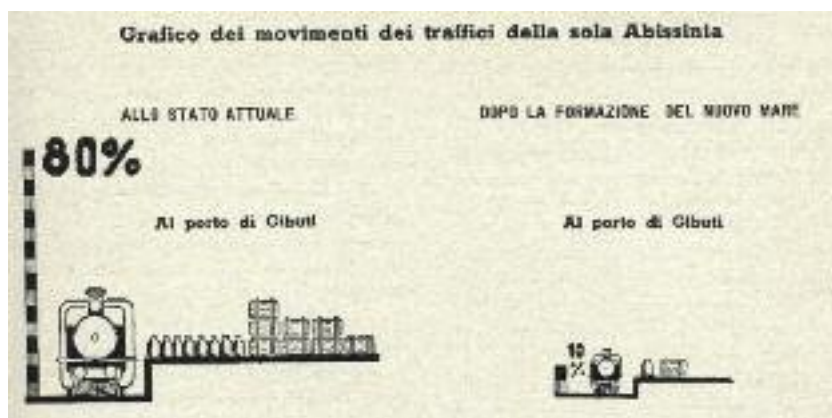 Grafico dei movimenti dei traffici dalla sola Abissinia
ALLO STATO ATTUALE
80%
Al porto di Gibuti
DOPO LA FORMAZIONE DEL NUOVO MARE
Al porto di Gibuti
10
%